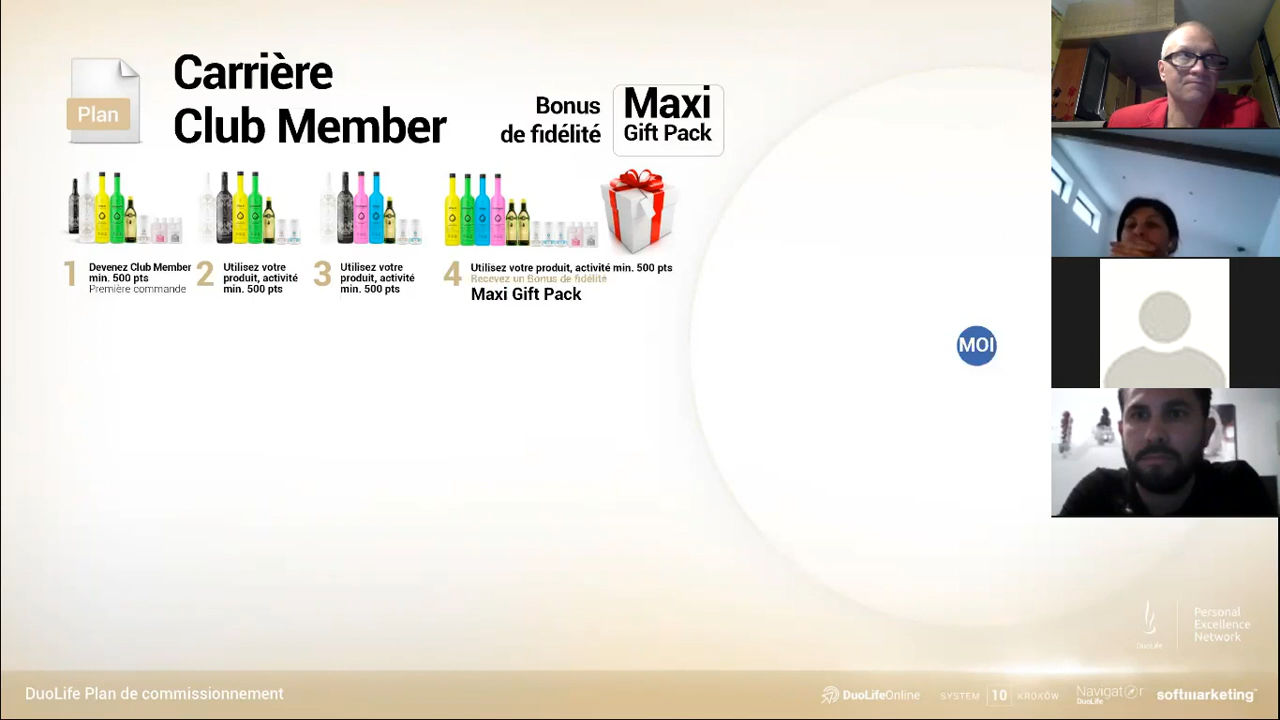 Plan
Carrière
Club Member
Bonus
de fidélité
Maxi
Gift Pack
1
Devenez Club Member
min. 500 pts
Première commande
2
Utilisez votre
produit, activité
min. 500 pts
3
Utilisez votre
produit, activité
min. 500 pts
4
Utilisez votre produit, activité min. 500 pts
Recevez un Bonus de fidélité
Maxi Gift Pack
MOI
DuoLife
Personal
Excellence
Network
DuoLife Plan de commissionnement
DuoLifeOnline
SYSTEM 10 KROKÓW
Navigator
DuoLife
softmarketing